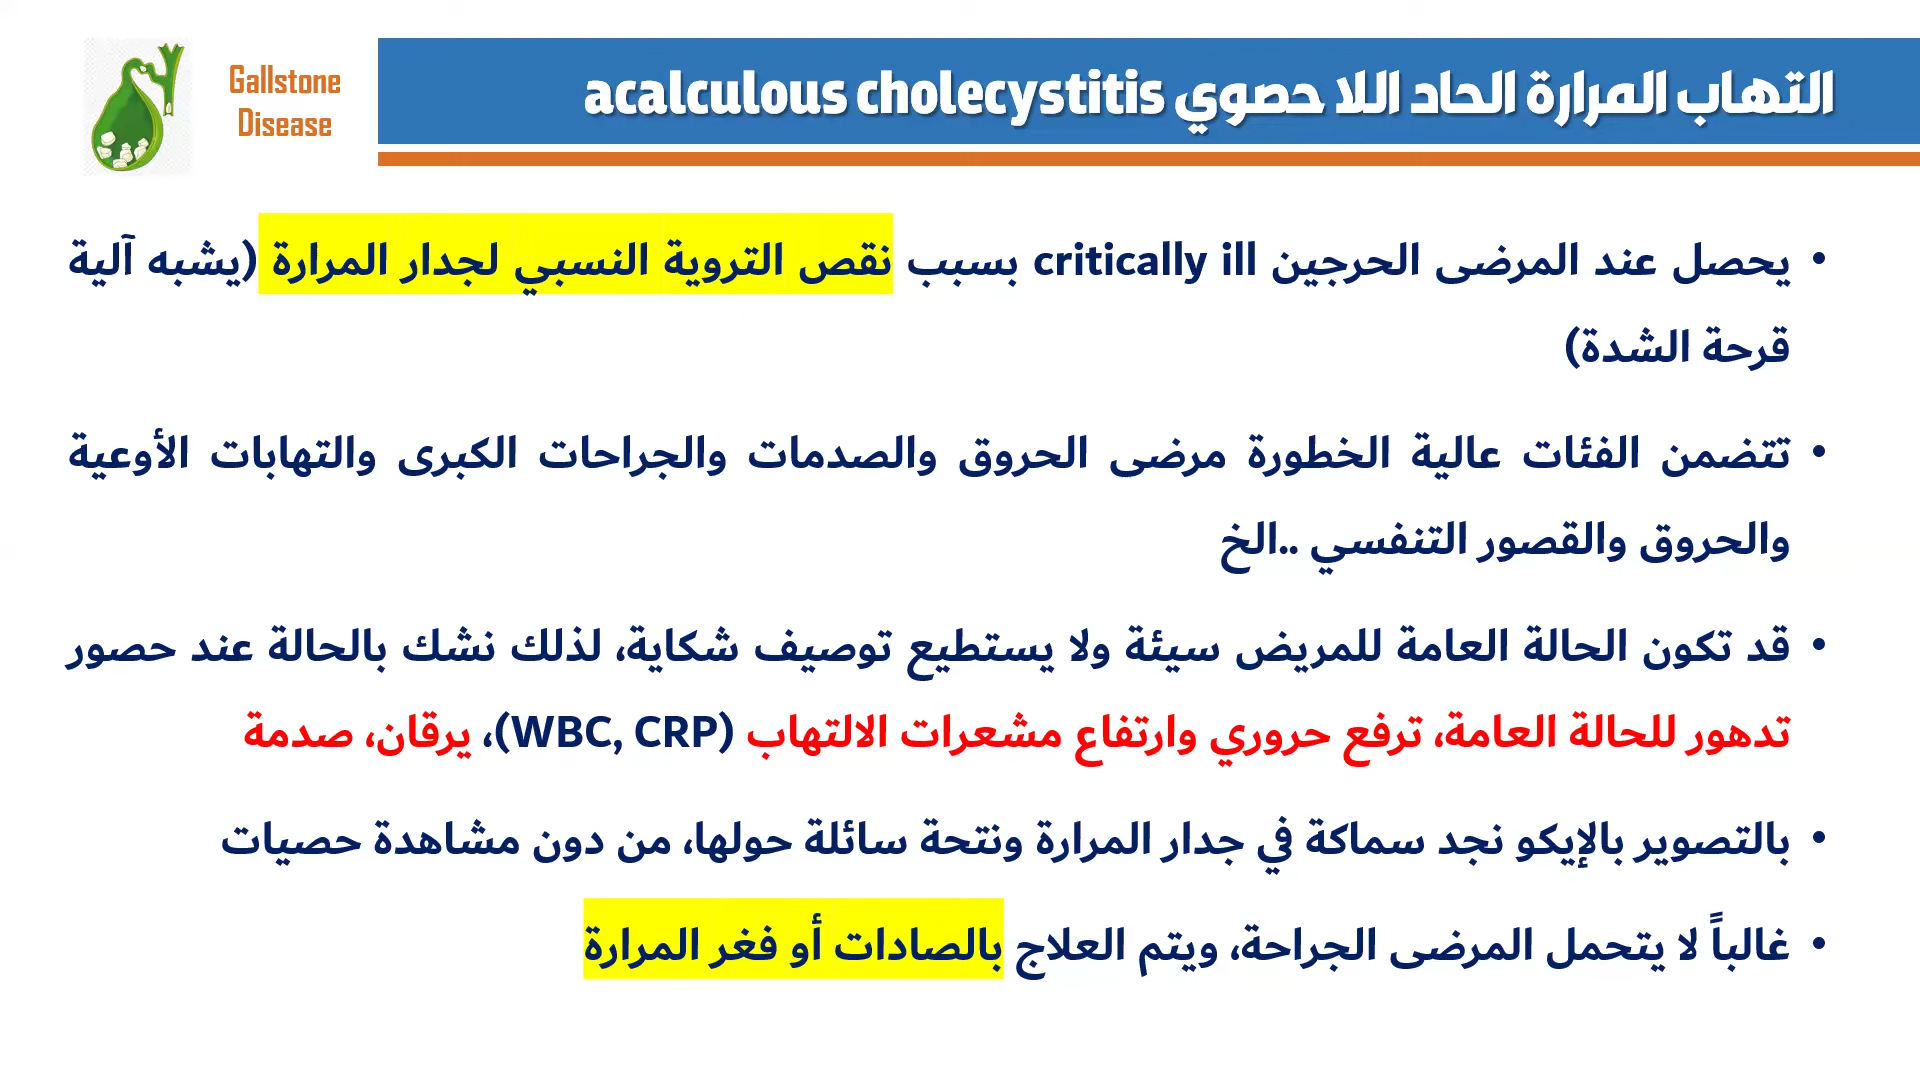 Gallstone
Disease
التهاب المرارة الحاد اللا حصوي acalculous cholecystitis
• يحصل عند المرضى الحرجين critically ill بسبب نقص التروية النسبي لجدار المرارة (يشبه آلية
قرحة الشدة)
• تتضمن الفئات عالية الخطورة مرضى الحروق والصدمات والجراحات الكبرى والتهابات الأوعية
والحروق والقصور التنفسي ..الخ
• قد تكون الحالة العامة للمريض سيئة ولا يستطيع توصيف شكاية، لذلك نشك بالحالة عند حصور
تدهور للحالة العامة، ترفع حروري وارتفاع مشعرات الالتهاب (WBC, CRP)، يرقان، صدمة
• بالتصوير بالإيكو نجد سماكة في جدار المرارة ونتحة سائلة حولها، من دون مشاهدة حصيات
• غالباً لا يتحمل المرضى الجراحة، ويتم العلاج بالصادات أو فغر المرارة